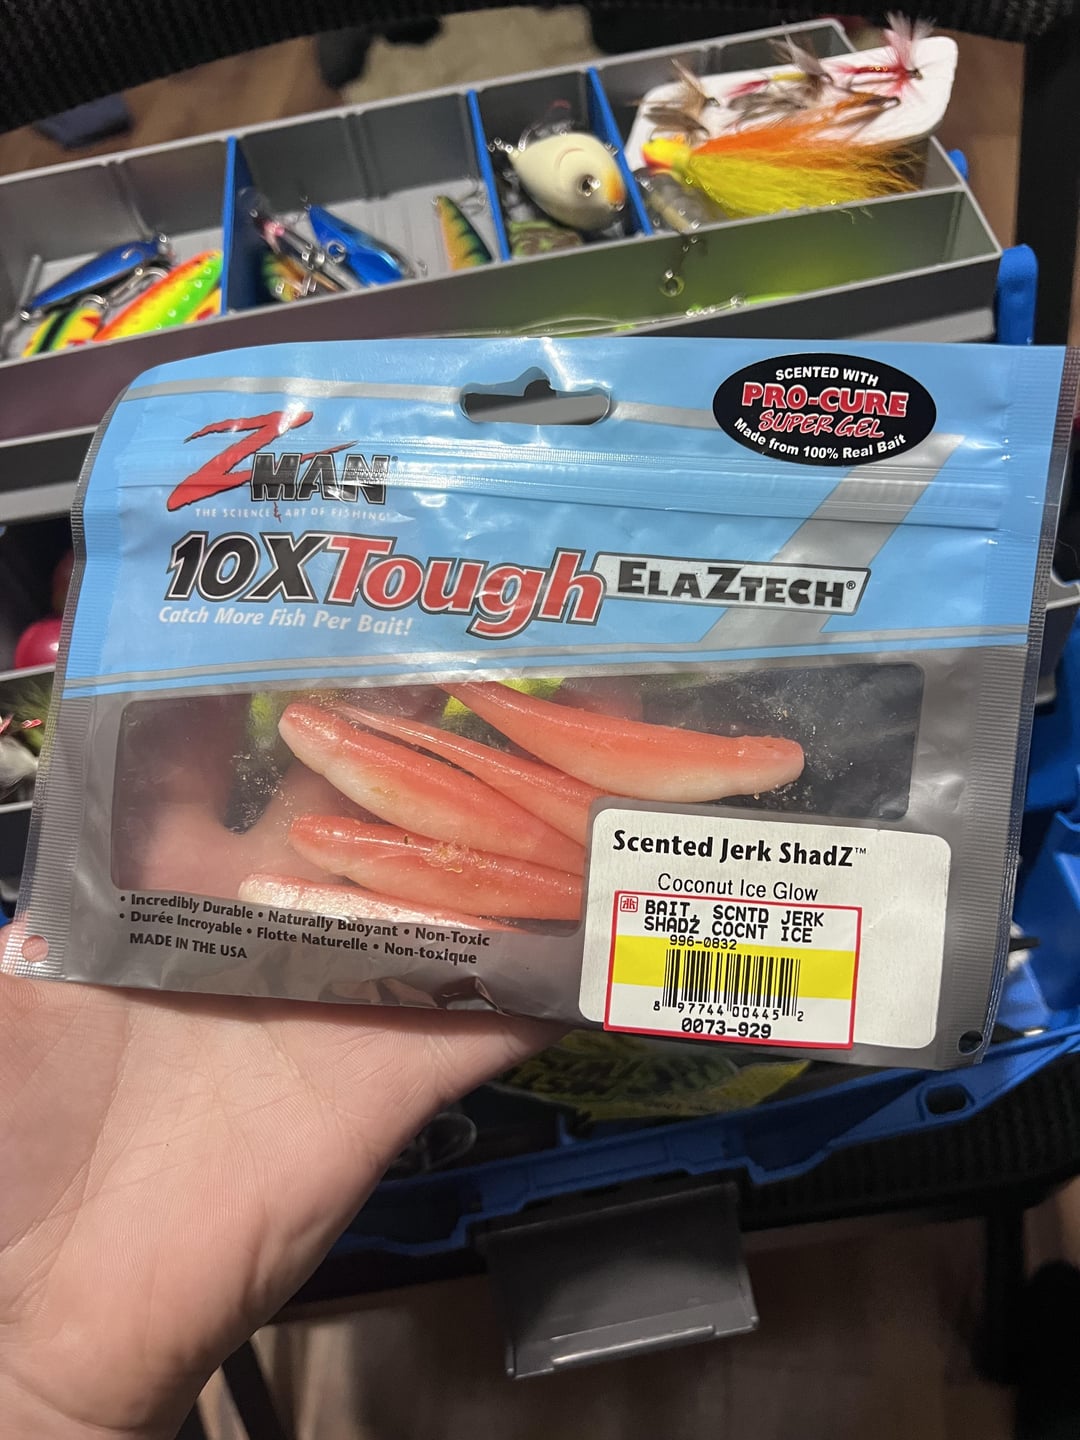 SCENTED WITH
PRO-CURE
SUPER GEL
Made from 100% Real Bait
ZMAN®
THE SCIENCE & ART OF FISHING
10X Tough ELAZTECH®
Catch More Fish Per Bait!
Scented Jerk ShadZ™
Coconut Ice Glow
BAIT, SCNTD JERK
SHADZ COCNT ICE
996-0832
8 97744 00445 2
0073-929
• Incredibly Durable • Naturally Buoyant • Non-Toxic
• Durée Incroyable • Flotte Naturelle • Non-toxique
MADE IN THE USA